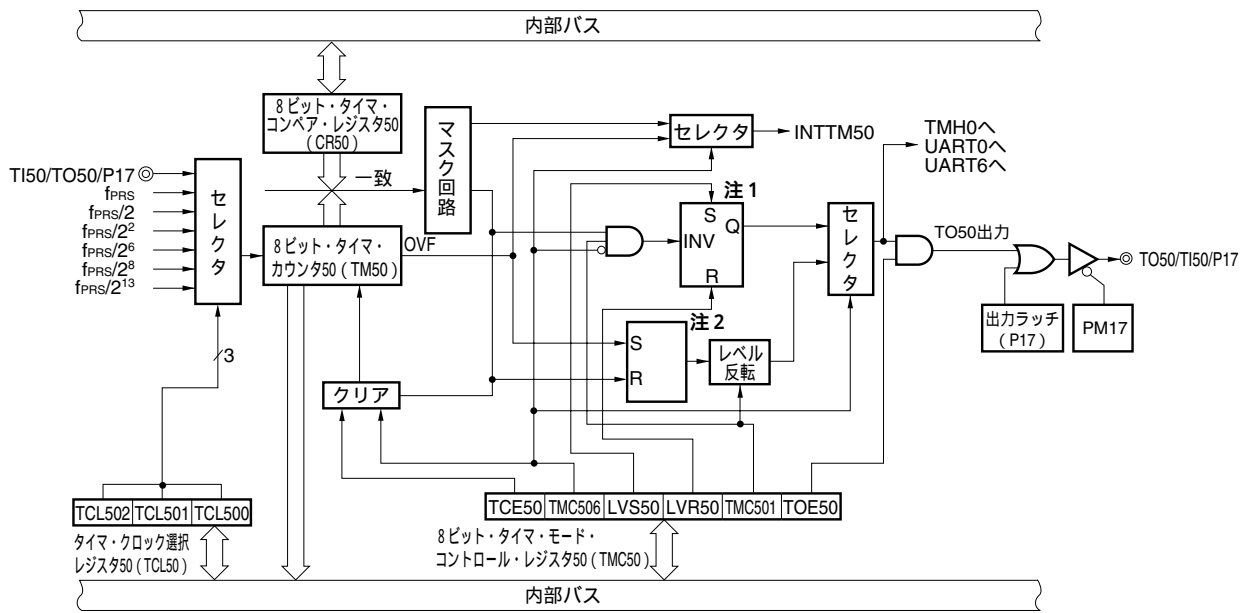 内部バス
8ビット・タイマ・
コンペア・レジスタ50
(CR50)
マスク回路
セレクタ
INTTM50
TMH0へ
UART0へ
UART6へ
TI50/TO50/P17
fPRS
fPRS/2
fPRS/2²
fPRS/2⁶
fPRS/2⁸
fPRS/2¹³
セレクタ
一致
8ビット・タイマ・
カウンタ50(TM50)
OVF
注1
S
Q
INV
R
セレクタ
TO50出力
TO50/TI50/P17
出力ラッチ
(P17)
PM17
注2
S
R
レベル
反転
3
クリア
TCL502 TCL501 TCL500
タイマ・クロック選択
レジスタ50(TCL50)
TCE50 TMC506 LVS50 LVR50 TMC501 TOE50
8ビット・タイマ・モード・
コントロール・レジスタ50(TMC50)
内部バス